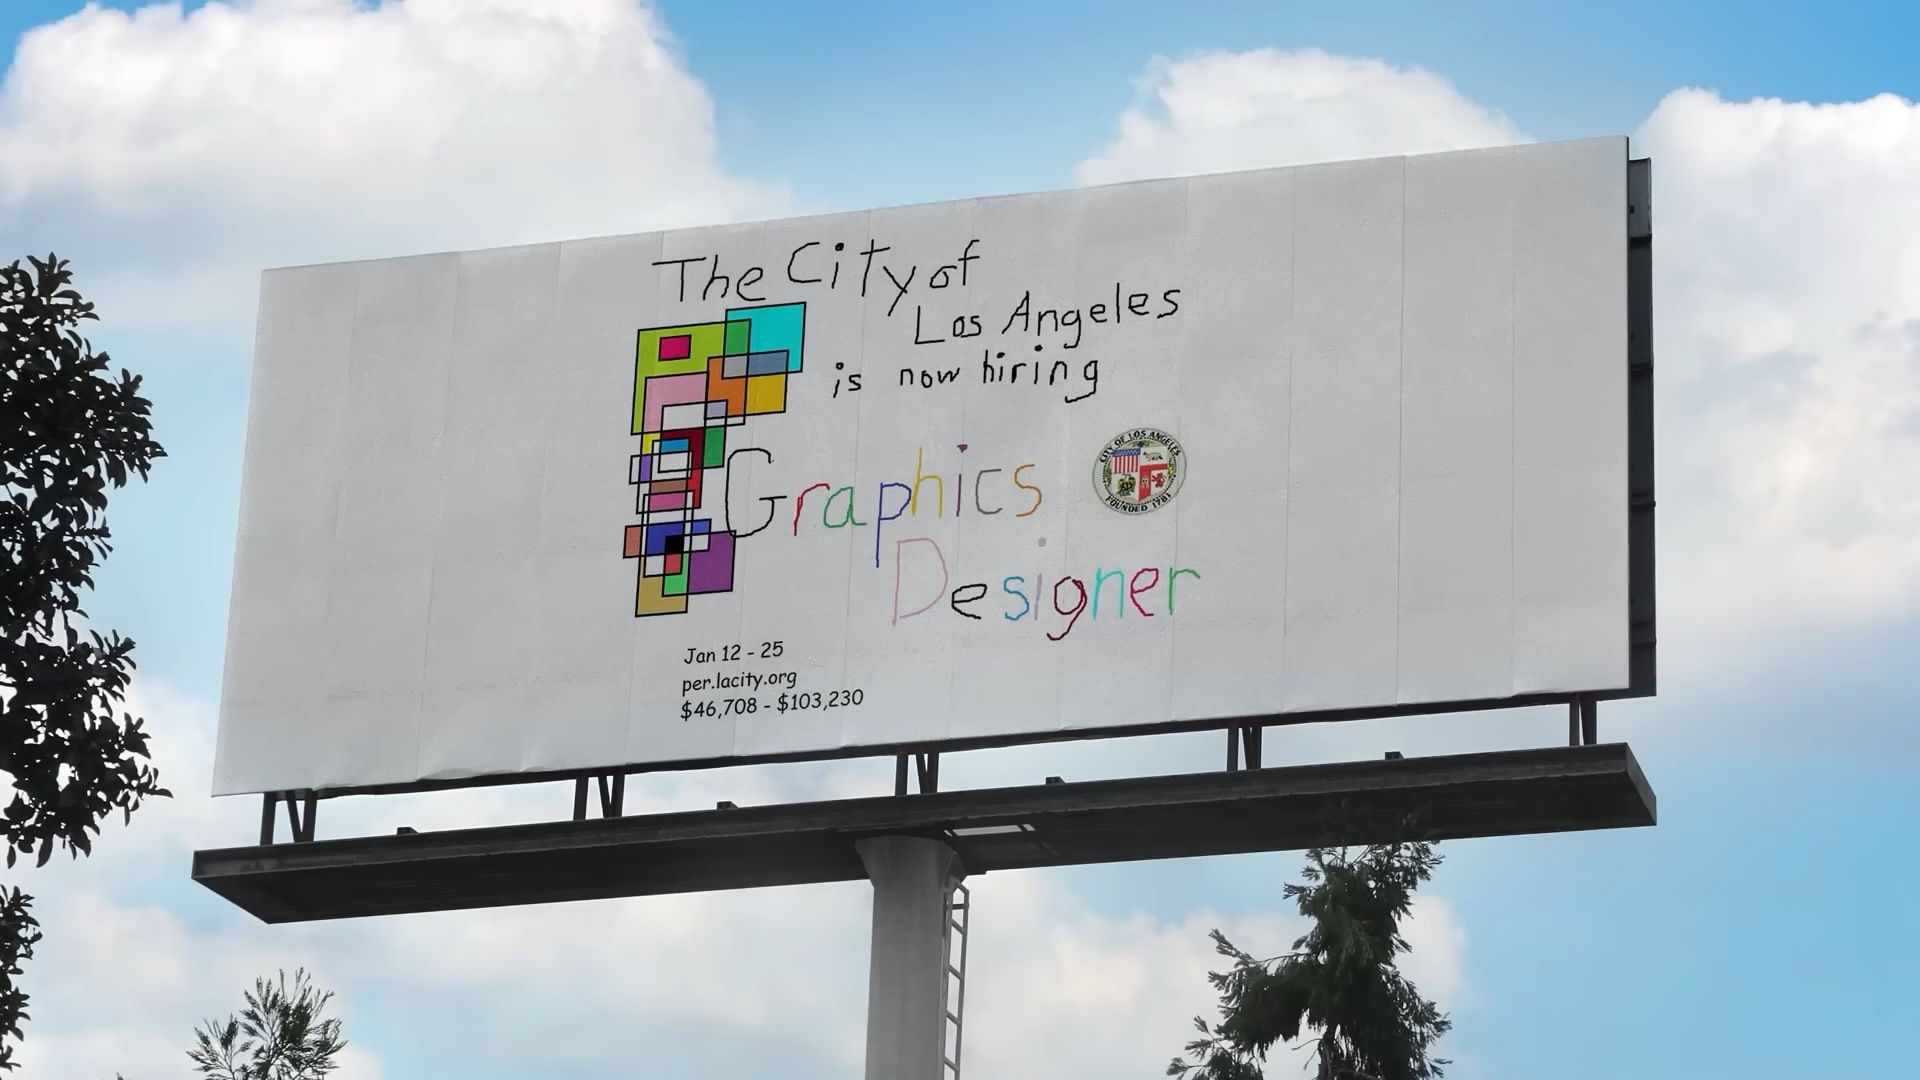 The City of
Los Angeles
is now hiring
Graphics
Designer
CITY OF LOS ANGELES
FOUNDED 1781
Jan 12 - 25
per.lacity.org
$46,708 - $103,230